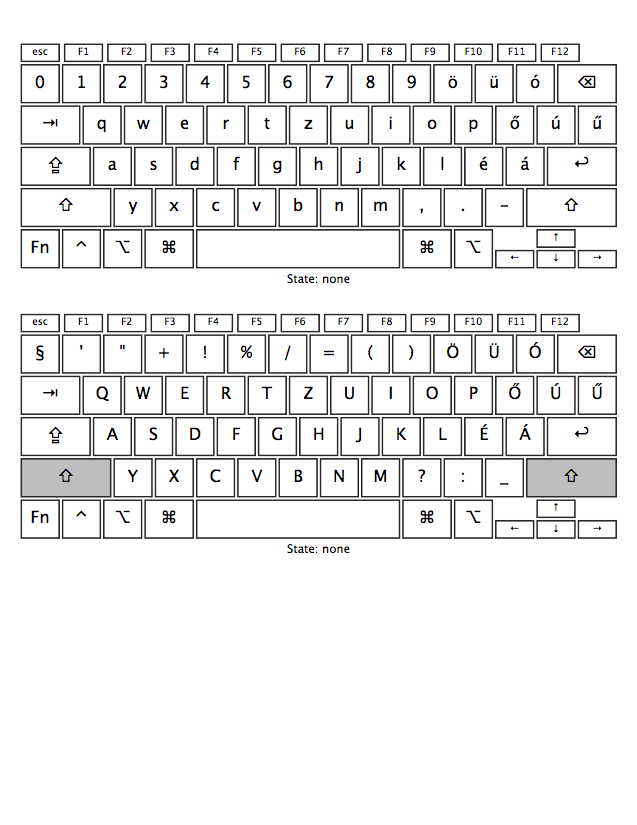 esc F1 F2 F3 F4 F5 F6 F7 F8 F9 F10 F11 F12
0 1 2 3 4 5 6 7 8 9 ö ü ó ⌫
⇥ q w e r t z u i o p ő ú ű
⇪ a s d f g h j k l é á ↩
⇧ y x c v b n m , . - ⇧
Fn ^ ⌥ ⌘ ⌘ ⌥ ← ↑ ↓ →
State: none
esc F1 F2 F3 F4 F5 F6 F7 F8 F9 F10 F11 F12
§ ' " + ! % / = ( ) Ö Ü Ó ⌫
⇥ Q W E R T Z U I O P Ő Ú Ű
⇪ A S D F G H J K L É Á ↩
⇧ Y X C V B N M ? : _ ⇧
Fn ^ ⌥ ⌘ ⌘ ⌥ ← ↑ ↓ →
State: none